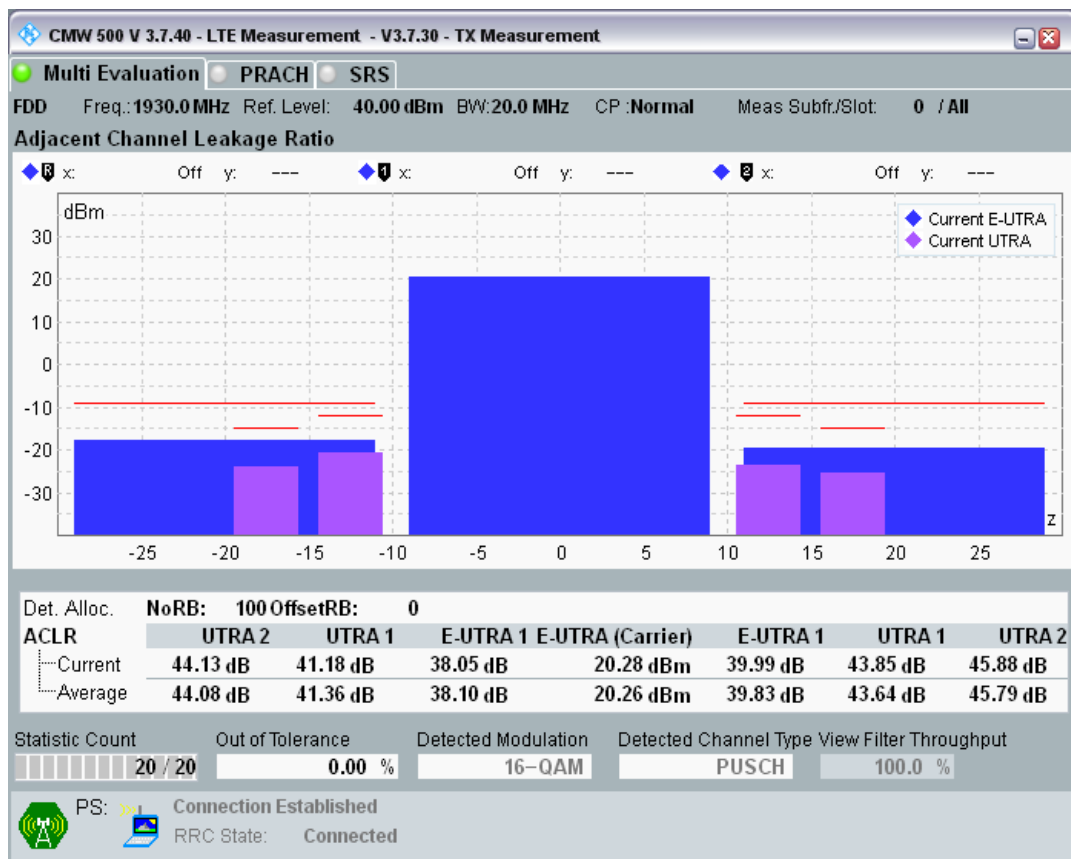 CMW 500 V 3.7.40 - LTE Measurement - V3.7.30 - TX Measurement
Multi Evaluation PRACH SRS
FDD Freq.:1930.0 MHz Ref. Level: 40.00 dBm BW:20.0 MHz CP :Normal Meas Subfr./Slot: 0 / All
Adjacent Channel Leakage Ratio
R x: Off y: --- 1 x: Off y: --- 2 x: Off y: ---
dBm
Current E-UTRA
Current UTRA
30
20
10
0
-10
-20
-30
z
-25 -20 -15 -10 -5 0 5 10 15 20 25
Det. Alloc. NoRB: 100 OffsetRB: 0
ACLR UTRA 2 UTRA 1 E-UTRA 1 E-UTRA (Carrier) E-UTRA 1 UTRA 1 UTRA 2
Current 44.13 dB 41.18 dB 38.05 dB 20.28 dBm 39.99 dB 43.85 dB 45.88 dB
Average 44.08 dB 41.36 dB 38.10 dB 20.26 dBm 39.83 dB 43.64 dB 45.79 dB
Statistic Count Out of Tolerance Detected Modulation Detected Channel Type View Filter Throughput
20 / 20 0.00 % 16-QAM PUSCH 100.0 %
PS: Connection Established
RRC State: Connected